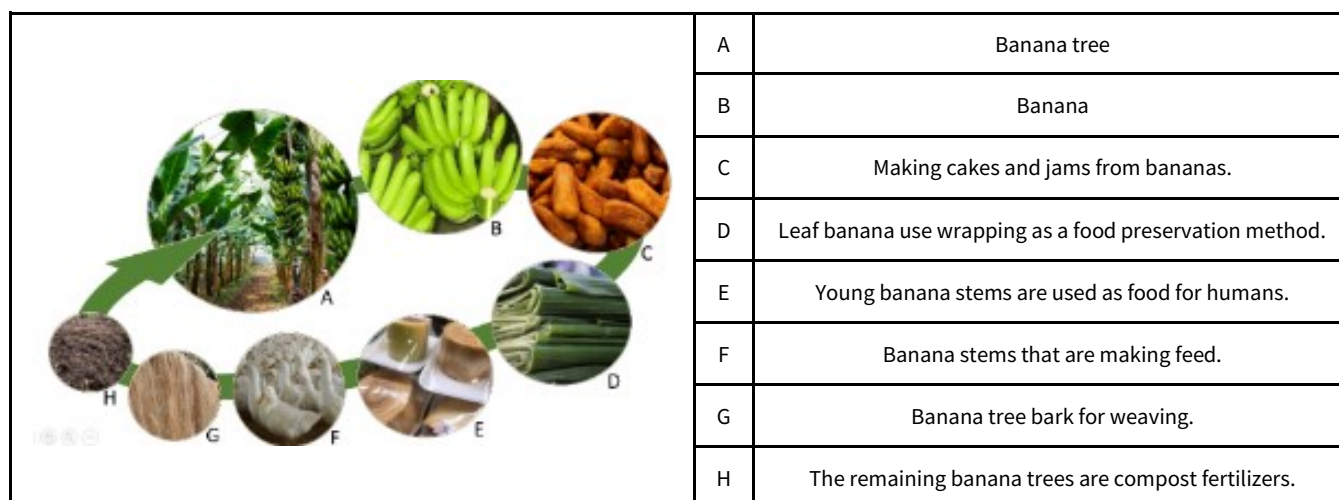 A
Banana tree
B
Banana
C
Making cakes and jams from bananas.
D
Leaf banana use wrapping as a food preservation method.
E
Young banana stems are used as food for humans.
F
Banana stems that are making feed.
G
Banana tree bark for weaving.
H
The remaining banana trees are compost fertilizers.
B
C
A
D
H
G
F
E